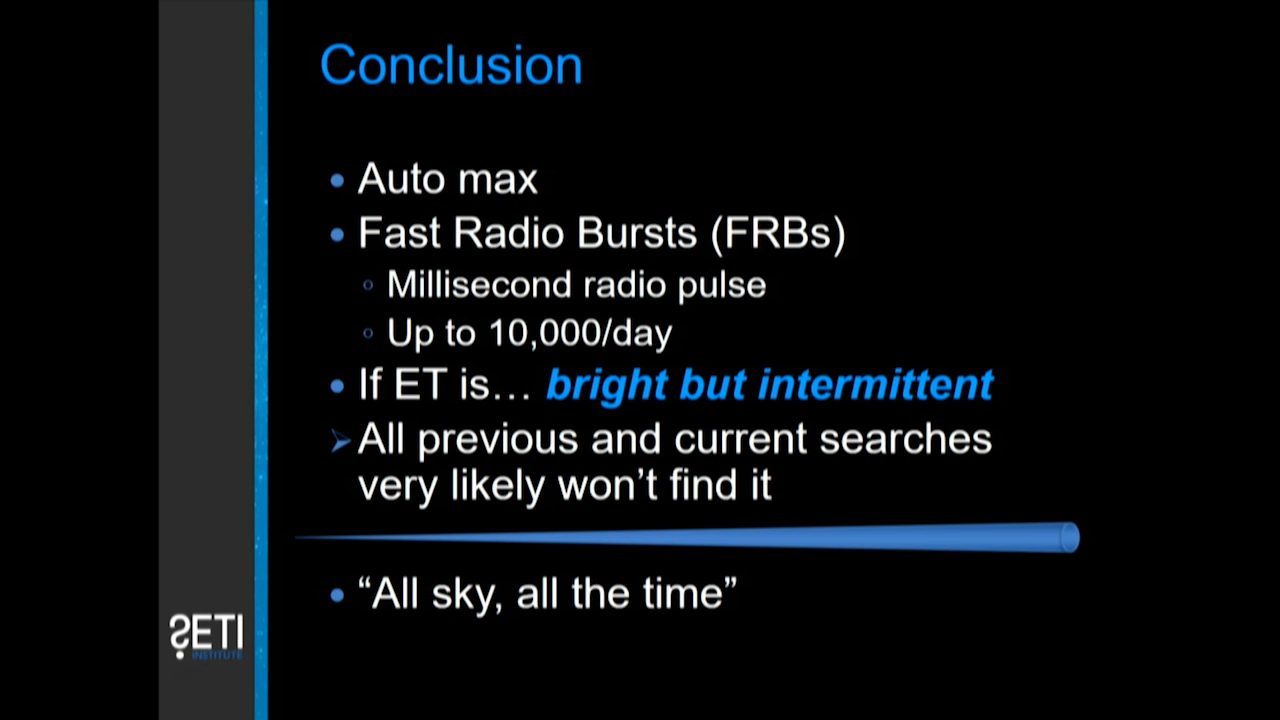 Conclusion
• Auto max
• Fast Radio Bursts (FRBs)
○ Millisecond radio pulse
○ Up to 10,000/day
• If ET is… bright but intermittent
➢ All previous and current searches
very likely won’t find it
• “All sky, all the time”
SETI
INSTITUTE